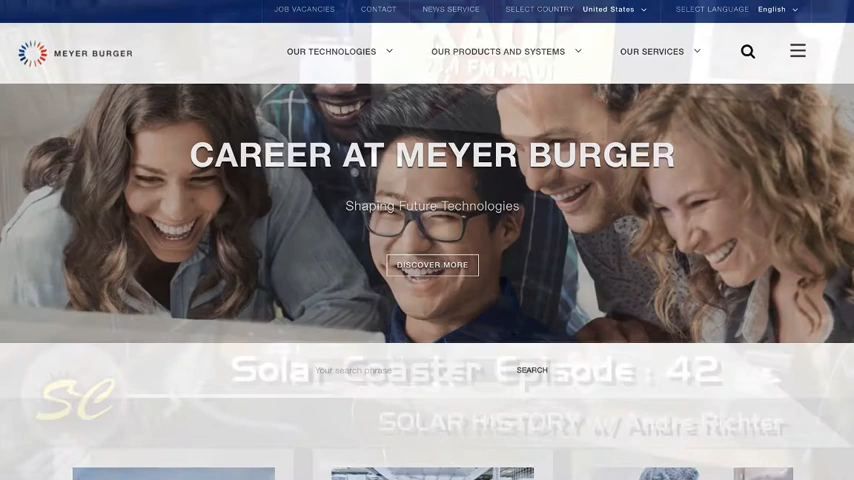 JOB VACANCIES CONTACT NEWS SERVICE SELECT COUNTRY United States SELECT LANGUAGE English
MEYER BURGER OUR TECHNOLOGIES OUR PRODUCTS AND SYSTEMS OUR SERVICES
CAREER AT MEYER BURGER
Shaping Future Technologies
DISCOVER MORE
Solar Coaster Episode : 42
Your search phrase SEARCH
SC
SOLAR HISTORY w/ Andre Richter